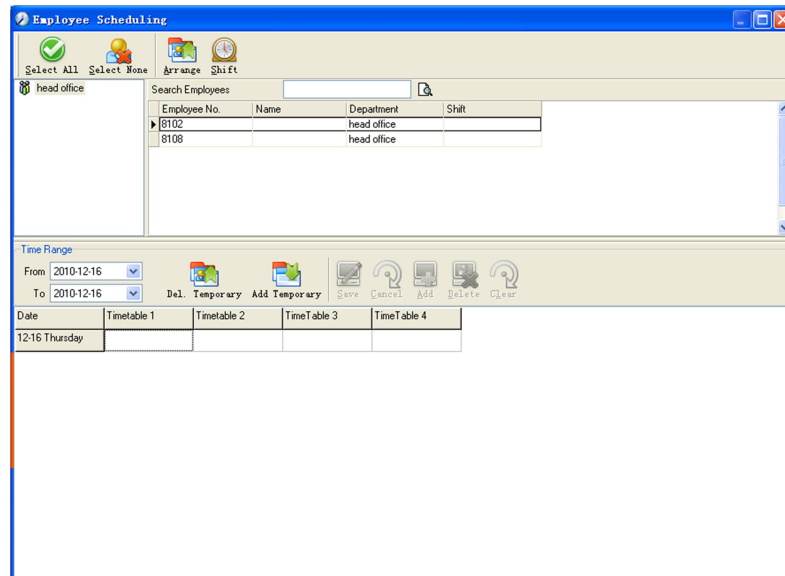 Employee Scheduling
Select All Select None Arrange Shift
head office
Search Employees
Employee No. Name Department Shift
8102 head office
8108 head office
Time Range
From 2010-12-16
To 2010-12-16
Del. Temporary Add Temporary Save Cancel Add Delete Clear
Date Timetable 1 Timetable 2 TimeTable 3 TimeTable 4
12-16 Thursday